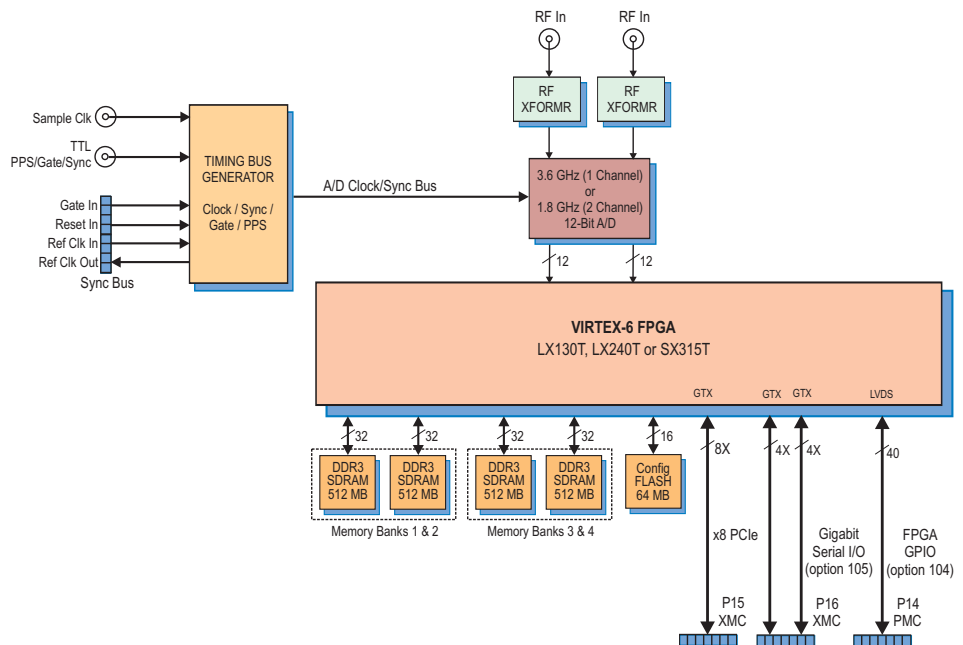 RF In
RF In
RF
XFORMR
RF
XFORMR
Sample Clk
TTL
PPS/Gate/Sync
Gate In
Reset In
Ref Clk In
Ref Clk Out
Sync Bus
TIMING BUS
GENERATOR
Clock / Sync /
Gate / PPS
A/D Clock/Sync Bus
3.6 GHz (1 Channel)
or
1.8 GHz (2 Channel)
12-Bit A/D
12
12
VIRTEX-6 FPGA
LX130T, LX240T or SX315T
GTX
GTX
GTX
LVDS
32
32
32
32
16
8X
4X
4X
40
DDR3
SDRAM
512 MB
DDR3
SDRAM
512 MB
DDR3
SDRAM
512 MB
DDR3
SDRAM
512 MB
Config
FLASH
64 MB
Memory Banks 1 & 2
Memory Banks 3 & 4
x8 PCIe
Gigabit
Serial I/O
(option 105)
FPGA
GPIO
(option 104)
P15
XMC
P16
XMC
P14
PMC